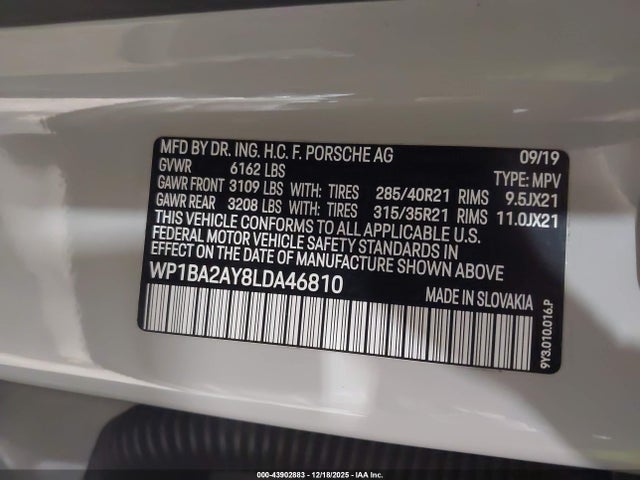 MFD BY DR. ING. H.C. F. PORSCHE AG 09/19
GVWR 6162 LBS TYPE: MPV
GAWR FRONT 3109 LBS WITH: TIRES 285/40R21 RIMS 9.5JX21
GAWR REAR 3208 LBS WITH: TIRES 315/35R21 RIMS 11.0JX21
THIS VEHICLE CONFORMS TO ALL APPLICABLE U.S.
FEDERAL MOTOR VEHICLE SAFETY STANDARDS IN
EFFECT ON THE DATE OF MANUFACTURE SHOWN ABOVE
WP1BA2AY8LDA46810
MADE IN SLOVAKIA
9Y3.010.016.P
000-43902883 - 12/18/2025 - IAA Inc.